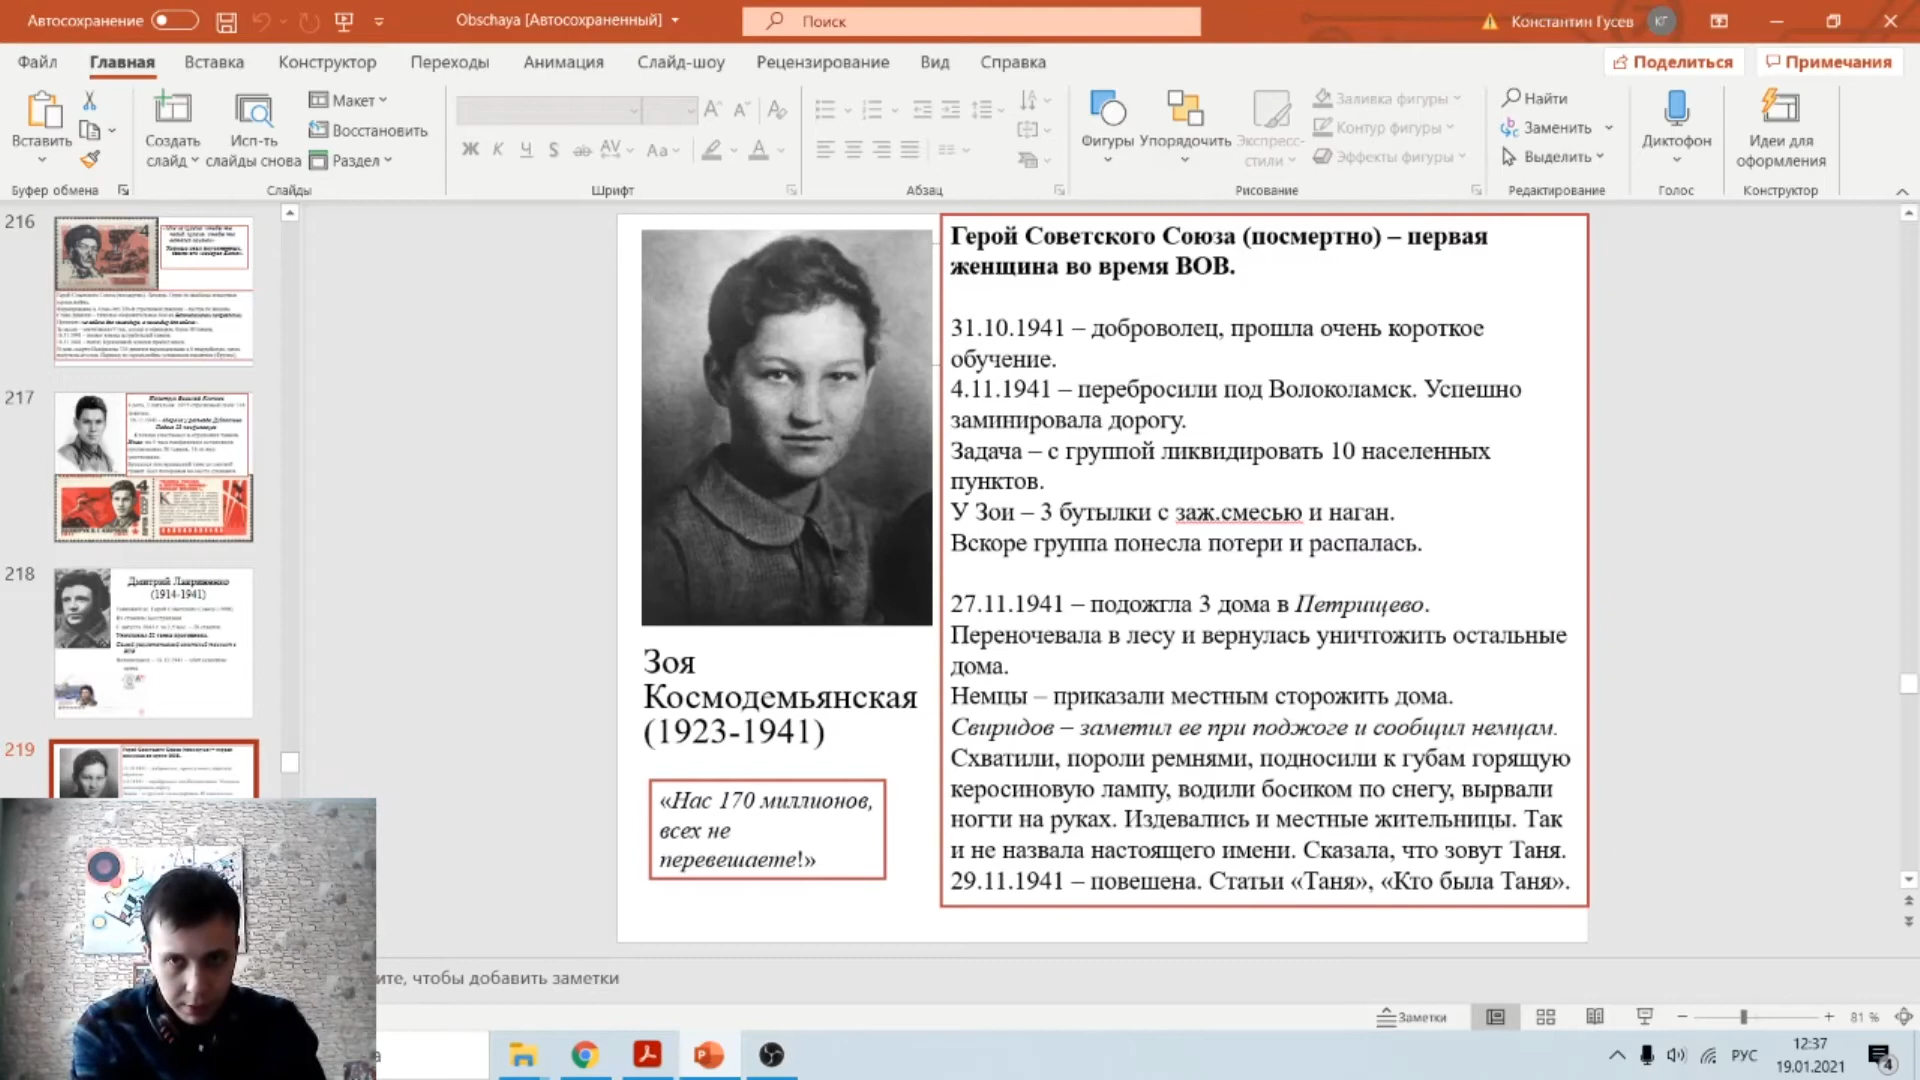 Автосохранение
Obschaya [Автосохраненный]
Поиск
Константин Гусев
КГ
Файл
Главная
Вставка
Конструктор
Переходы
Анимация
Слайд-шоу
Рецензирование
Вид
Справка
Поделиться
Примечания
Вставить
Буфер обмена
Создать
слайд
Исп-ть
слайды снова
Макет
Восстановить
Раздел
Слайды
Ж К Ч S ab AV Aa
Шрифт
Абзац
Фигуры
Упорядочить
Экспресс-
стили
Заливка фигуры
Контур фигуры
Эффекты фигуры
Рисование
Найти
Заменить
Выделить
Редактирование
Диктофон
Голос
Идеи для
оформления
Конструктор
216
217
218
Дмитрий Лавриненко
(1914-1941)
219
Зоя
Космодемьянская
(1923-1941)
«Нас 170 миллионов,
всех не
перевешаете!»
Герой Советского Союза (посмертно) – первая
женщина во время ВОВ.
31.10.1941 – доброволец, прошла очень короткое
обучение.
4.11.1941 – перебросили под Волоколамск. Успешно
заминировала дорогу.
Задача – с группой ликвидировать 10 населенных
пунктов.
У Зои – 3 бутылки с заж.смесью и наган.
Вскоре группа понесла потери и распалась.
27.11.1941 – подожгла 3 дома в Петрищево.
Переночевала в лесу и вернулась уничтожить остальные
дома.
Немцы – приказали местным сторожить дома.
Свиридов – заметил ее при поджоге и сообщил немцам.
Схватили, пороли ремнями, подносили к губам горящую
керосиновую лампу, водили босиком по снегу, вырвали
ногти на руках. Издевались и местные жительницы. Так
и не назвала настоящего имени. Сказала, что зовут Таня.
29.11.1941 – повешена. Статьи «Таня», «Кто была Таня».
ите, чтобы добавить заметки
Заметки
81 %
РУС
12:37
19.01.2021
4